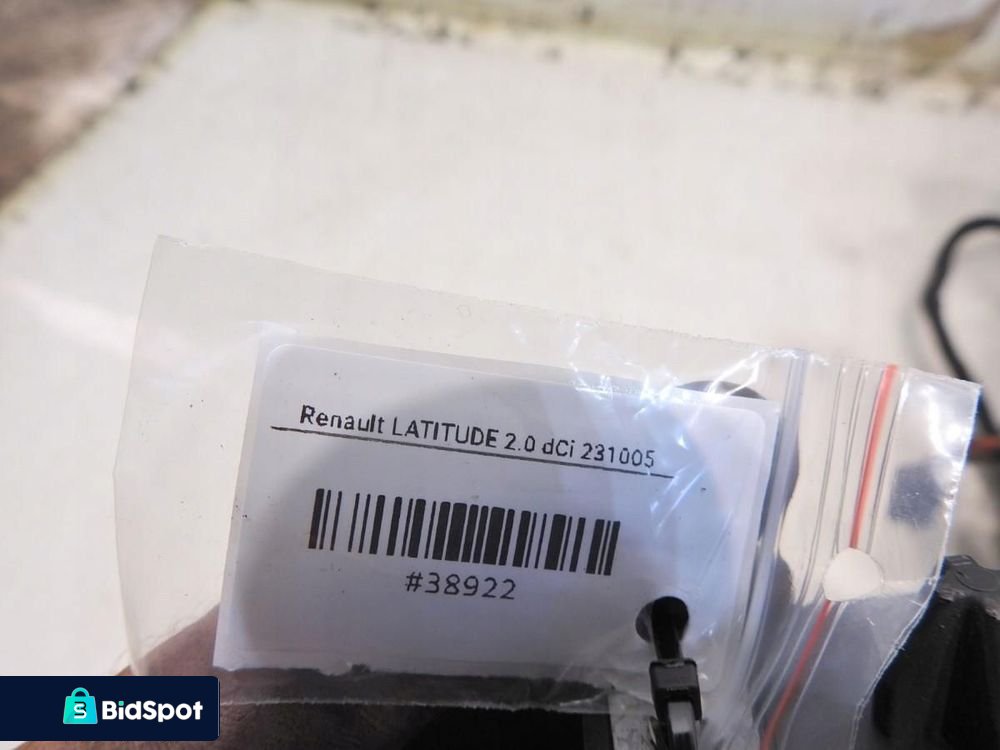 Renault LATITUDE 2.0 dCi 231005
#38922
BidSpot